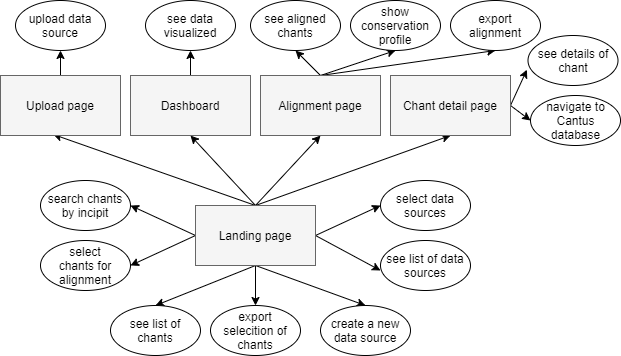 upload data
source
see data
visualized
see aligned
chants
show
conservation
profile
export
alignment
see details of
chant
navigate to
Cantus
database
Upload page
Dashboard
Alignment page
Chant detail page
search chants
by incipit
select data
sources
Landing page
select
chants for
alignment
see list of data
sources
see list of
chants
export
selecition of
chants
create a new
data source